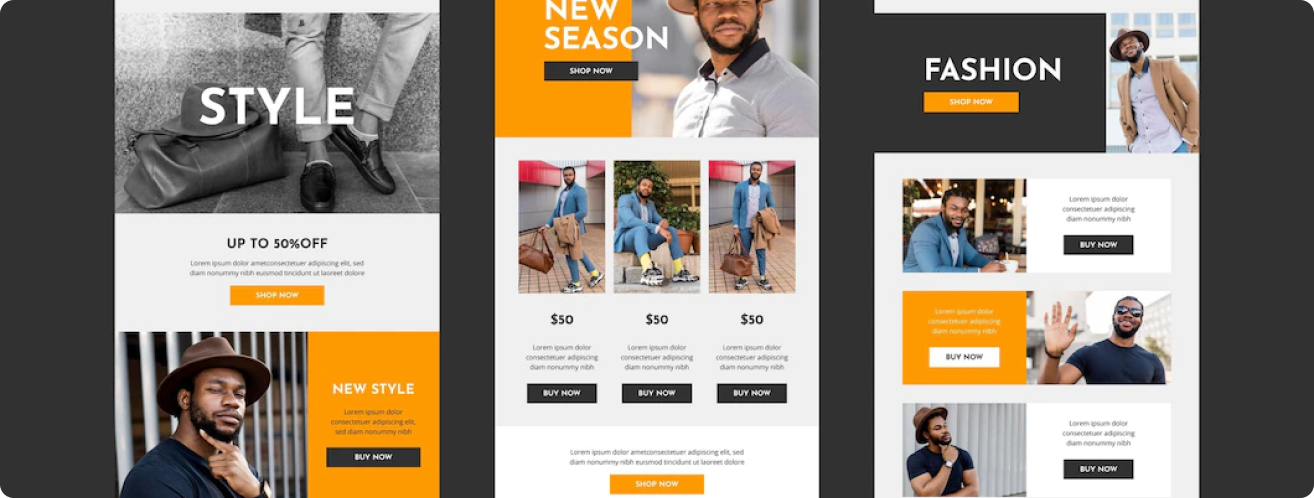 STYLE
UP TO 50%OFF
Lorem ipsum dolor ametconsectetuer adipiscing elit, sed
diam nonummy nibh euismod tincidunt ut laoreet dolore
SHOP NOW
NEW STYLE
Lorem ipsum dolor
consectetuer adipiscing elit,
sed diam nonummy nibh
BUY NOW
NEW
SEASON
SHOP NOW
$50
$50
$50
Lorem ipsum dolor
consectetuer adipiscing
diam nonummy nibh
Lorem ipsum dolor
consectetuer adipiscing
diam nonummy nibh
Lorem ipsum dolor
consectetuer adipiscing
diam nonummy nibh
BUY NOW
BUY NOW
BUY NOW
Lorem ipsum dolor consectetuer adipiscing elit, sed
diam nonummy nibh euismod tincidunt ut laoreet dolore
SHOP NOW
FASHION
SHOP NOW
Lorem ipsum dolor
consectetuer adipiscing
diam nonummy nibh
BUY NOW
Lorem ipsum dolor
consectetuer adipiscing
diam nonummy nibh
BUY NOW
Lorem ipsum dolor
consectetuer adipiscing
diam nonummy nibh
BUY NOW